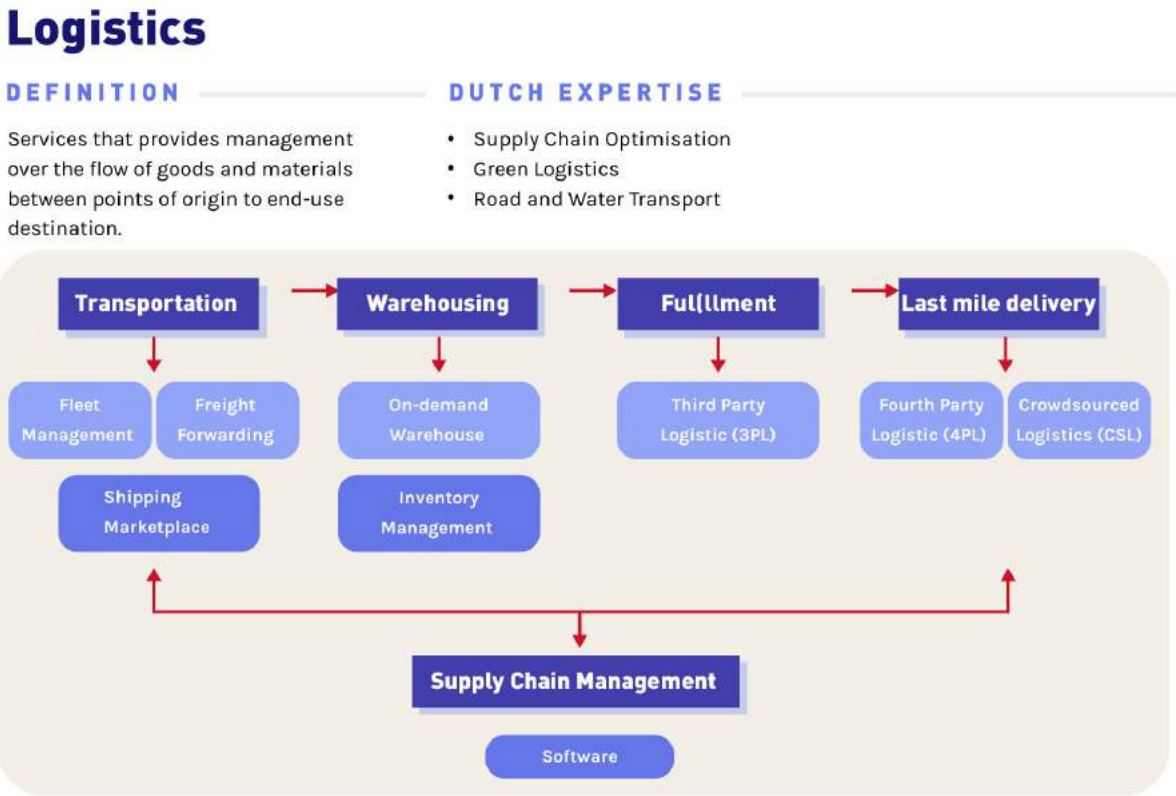 Logistics
DEFINITION
DUTCH EXPERTISE
Services that provides management
over the flow of goods and materials
between points of origin to end-use
destination.
• Supply Chain Optimisation
• Green Logistics
• Road and Water Transport
Transportation
Warehousing
Ful(llment
Last mile delivery
Fleet
Management
Freight
Forwarding
On-demand
Warehouse
Third Party
Logistic (3PL)
Fourth Party
Logistic (4PL)
Crowdsourced
Logistics (CSL)
Shipping
Marketplace
Inventory
Management
Supply Chain Management
Software